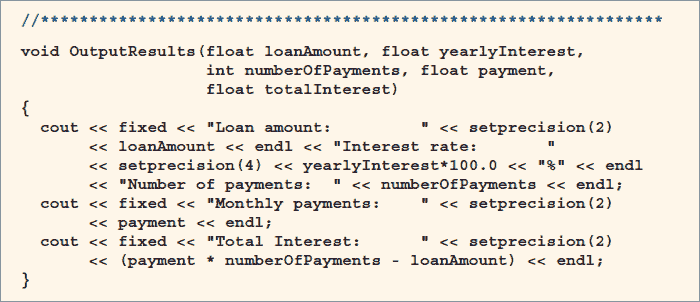 //****************************************************************
void OutputResults(float loanAmount, float yearlyInterest,
                   int numberOfPayments, float payment,
                   float totalInterest)
{
  cout << fixed << "Loan amount:         " << setprecision(2)
       << loanAmount << endl << "Interest rate:       "
       << setprecision(4) << yearlyInterest*100.0 << "%" << endl
       << "Number of payments:  " << numberOfPayments << endl;
  cout << fixed << "Monthly payments:    " << setprecision(2)
       << payment << endl;
  cout << fixed << "Total Interest:      " << setprecision(2)
       << (payment * numberOfPayments - loanAmount) << endl;
}